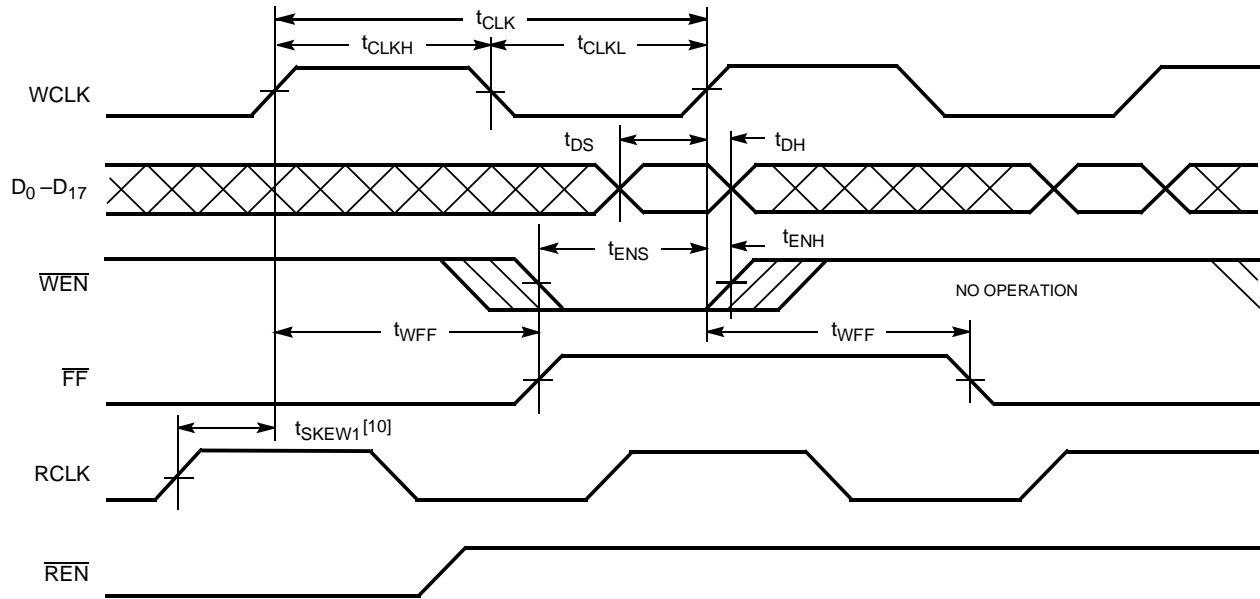 tCLK
tCLKH
tCLKL
WCLK
tDS
tDH
D0 –D17
tENS
tENH
WEN
NO OPERATION
tWFF
tWFF
FF
tSKEW1[10]
RCLK
REN